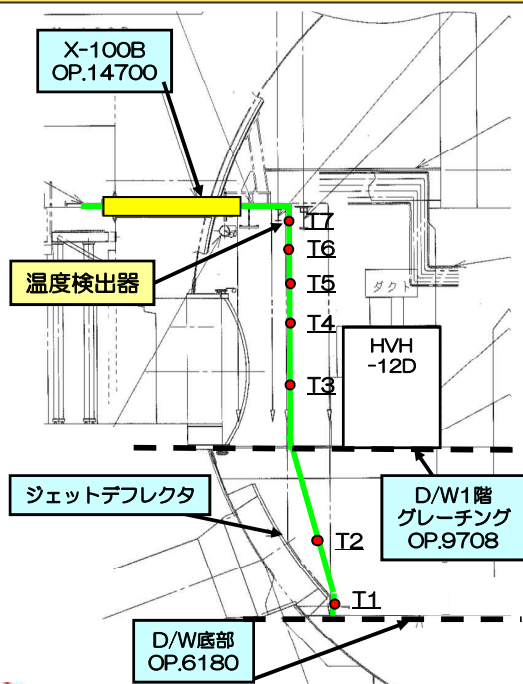 X-100B
OP.14700
T7
T6
温度検出器
T5
ダクト
T4
HVH
-12D
T3
ジェットデフレクタ
D/W1階
グレーチング
OP.9708
T2
T1
D/W底部
OP.6180